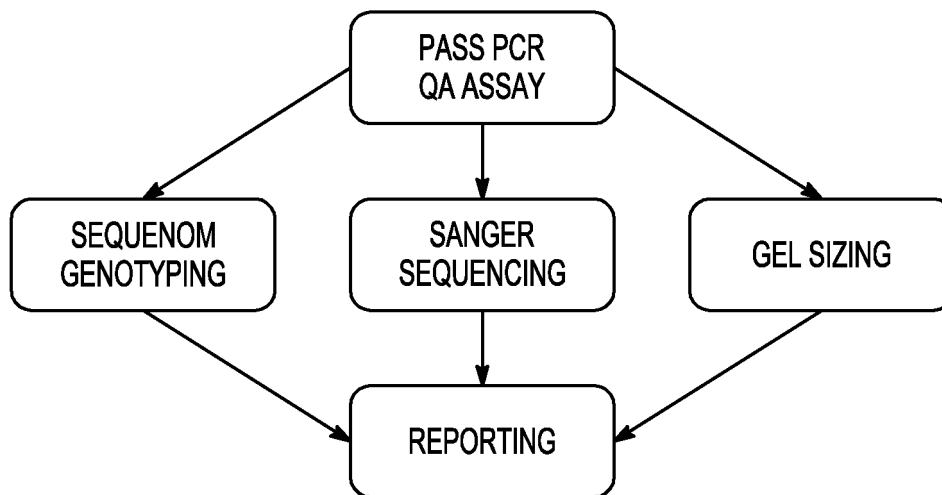 PASS PCR
QA ASSAY
SEQUENOM
GENOTYPING
SANGER
SEQUENCING
GEL SIZING
REPORTING